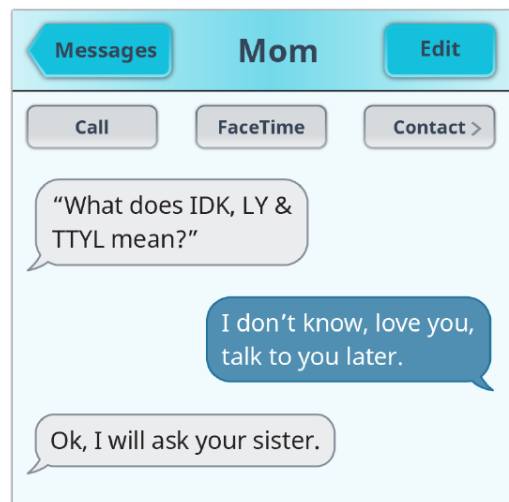 Messages
Mom
Edit
Call
FaceTime
Contact >
“What does IDK, LY &
TTYL mean?”
I don’t know, love you,
talk to you later.
Ok, I will ask your sister.